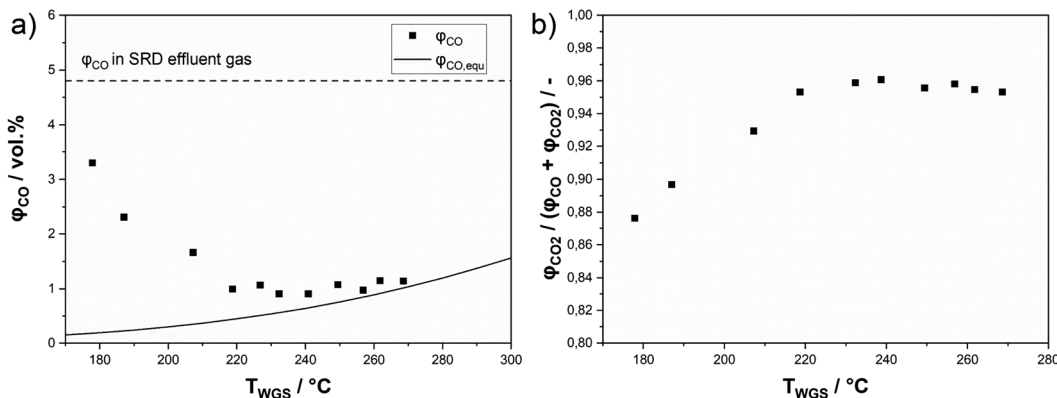 a)
φCO / vol.%
6
5
4
3
2
1
0
φCO in SRD effluent gas
φCO
φCO,equ
180 200 220 240 260 280 300
TWGS / °C
b)
φCO2 / (φCO + φCO2) / -
1,00
0,98
0,96
0,94
0,92
0,90
0,88
0,86
0,84
0,82
0,80
180 200 220 240 260 280
TWGS / °C